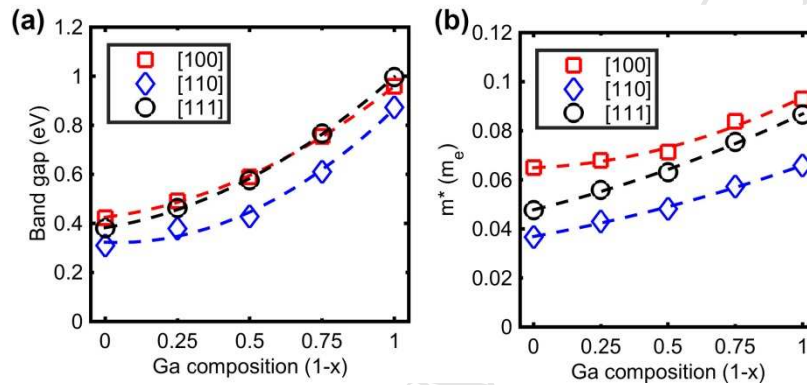 (a)
1.2
1
0.8
0.6
0.4
0.2
0
Band gap (eV)
[100]
[110]
[111]
0 0.25 0.5 0.75 1
Ga composition (1-x)
(b)
0.12
0.1
0.08
0.06
0.04
0.02
0
m* (mₑ)
[100]
[110]
[111]
0 0.25 0.5 0.75 1
Ga composition (1-x)